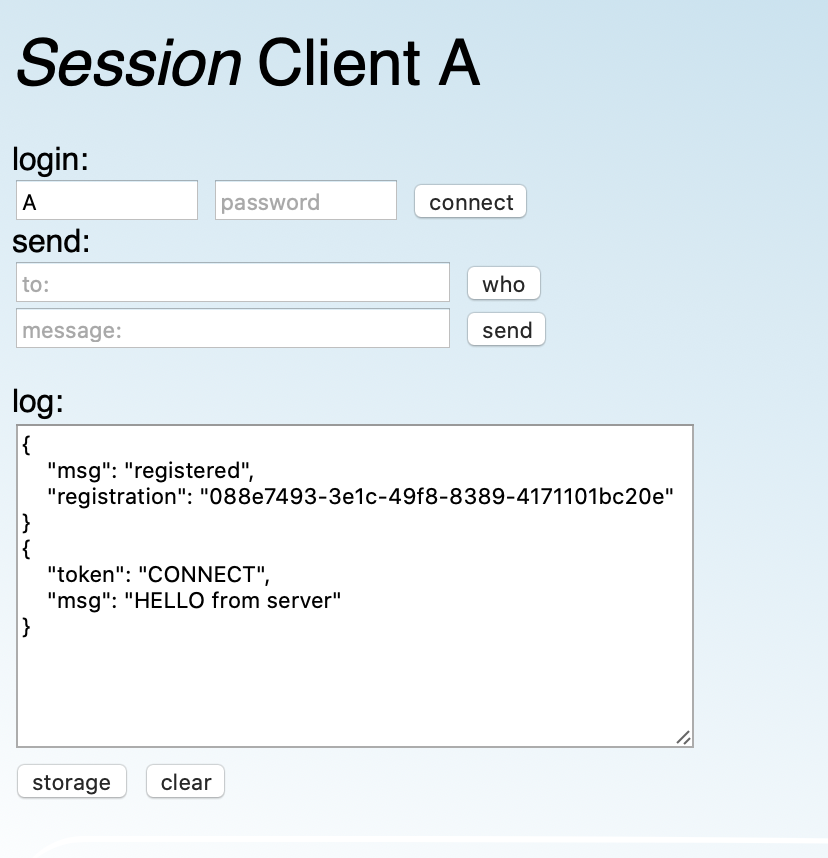 Session Client A
login:
A password connect
send:
to: who
message: send
log:
{
"msg": "registered",
"registration": "088e7493-3e1c-49f8-8389-4171101bc20e"
}
{
"token": "CONNECT",
"msg": "HELLO from server"
}
storage clear